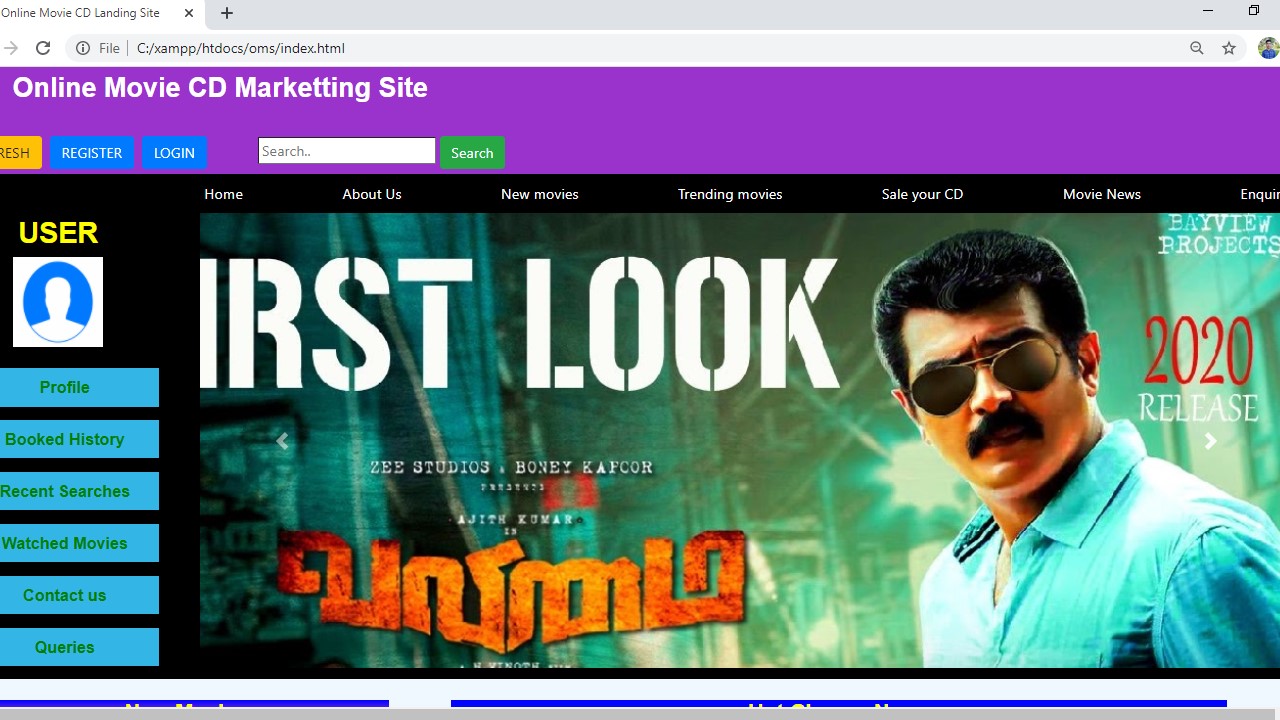 Online Movie CD Landing Site
File C:/xampp/htdocs/oms/index.html
Online Movie CD Marketting Site
RESH REGISTER LOGIN Search.. Search
Home About Us New movies Trending movies Sale your CD Movie News Enquir
USER
BAYVIEW
PROJECTS
IRST LOOK
2020
RELEASE
Profile
Booked History
ZEE STUDIOS & BONEY KAPOOR
PRESENTS
Recent Searches
AJITH KUMAR
IN
வலிமை
Watched Movies
Contact us
Queries
H VINOTH